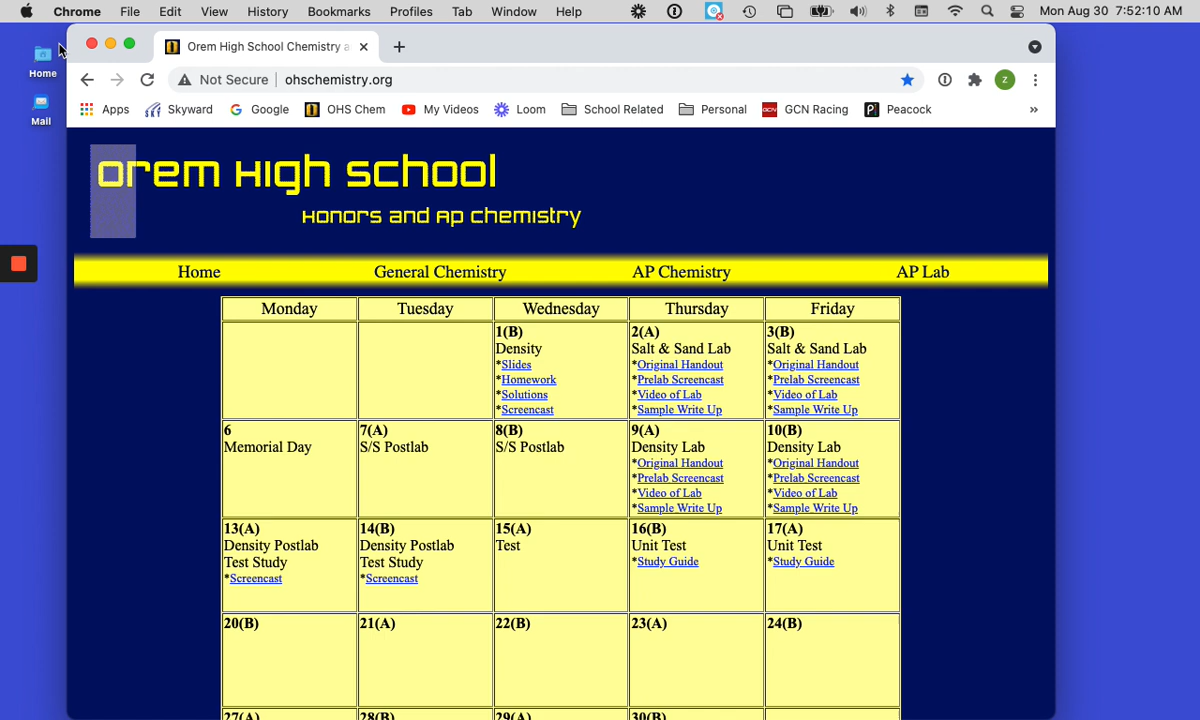 Chrome File Edit View History Bookmarks Profiles Tab Window Help Mon Aug 30 7:52:10 AM
Home
Mail
Orem High School Chemistry a
Not Secure ohschemistry.org
Z
Apps Skyward Google OHS Chem My Videos Loom School Related Personal GCN Racing Peacock »
Orem High School
Honors and AP Chemistry
Home General Chemistry AP Chemistry AP Lab
Monday Tuesday Wednesday Thursday Friday
1(B) 2(A) 3(B)
Density Salt & Sand Lab Salt & Sand Lab
*Slides *Original Handout *Original Handout
*Homework *Prelab Screencast *Prelab Screencast
*Solutions *Video of Lab *Video of Lab
*Screencast *Sample Write Up *Sample Write Up
6 7(A) 8(B) 9(A) 10(B)
Memorial Day S/S Postlab S/S Postlab Density Lab Density Lab
*Original Handout *Original Handout
*Prelab Screencast *Prelab Screencast
*Video of Lab *Video of Lab
*Sample Write Up *Sample Write Up
13(A) 14(B) 15(A) 16(B) 17(A)
Density Postlab Density Postlab Test Unit Test Unit Test
Test Study Test Study *Study Guide *Study Guide
*Screencast *Screencast
20(B) 21(A) 22(B) 23(A) 24(B)
27(A) 28(B) 29(A) 30(B)